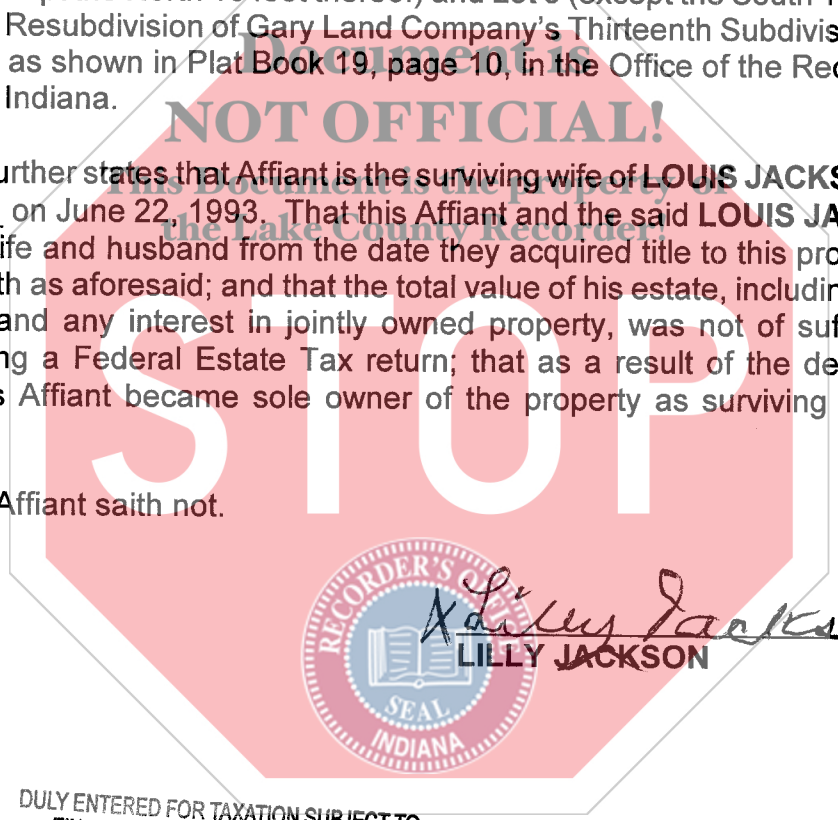 Resubdivision of Gary Land Company's Thirteenth Subdivis
as shown in Plat Book 19, page 10, in the Office of the Rec
Indiana.
Document is
NOT OFFICIAL!
This Document is the property of
the Lake County Recorder!
urther states that Affiant is the surviving wife of LOUIS JACKS
on June 22, 1993. That this Affiant and the said LOUIS JA
ife and husband from the date they acquired title to this pro
th as aforesaid; and that the total value of his estate, includin
and any interest in jointly owned property, was not of suf
ng a Federal Estate Tax return; that as a result of the de
s Affiant became sole owner of the property as surviving
STOP
Affiant saith not.
X Lilly Jacks
LILLY JACKSON
RECORDER'S OFFICE
SEAL
INDIANA
DULY ENTERED FOR TAXATION SUBJECT TO